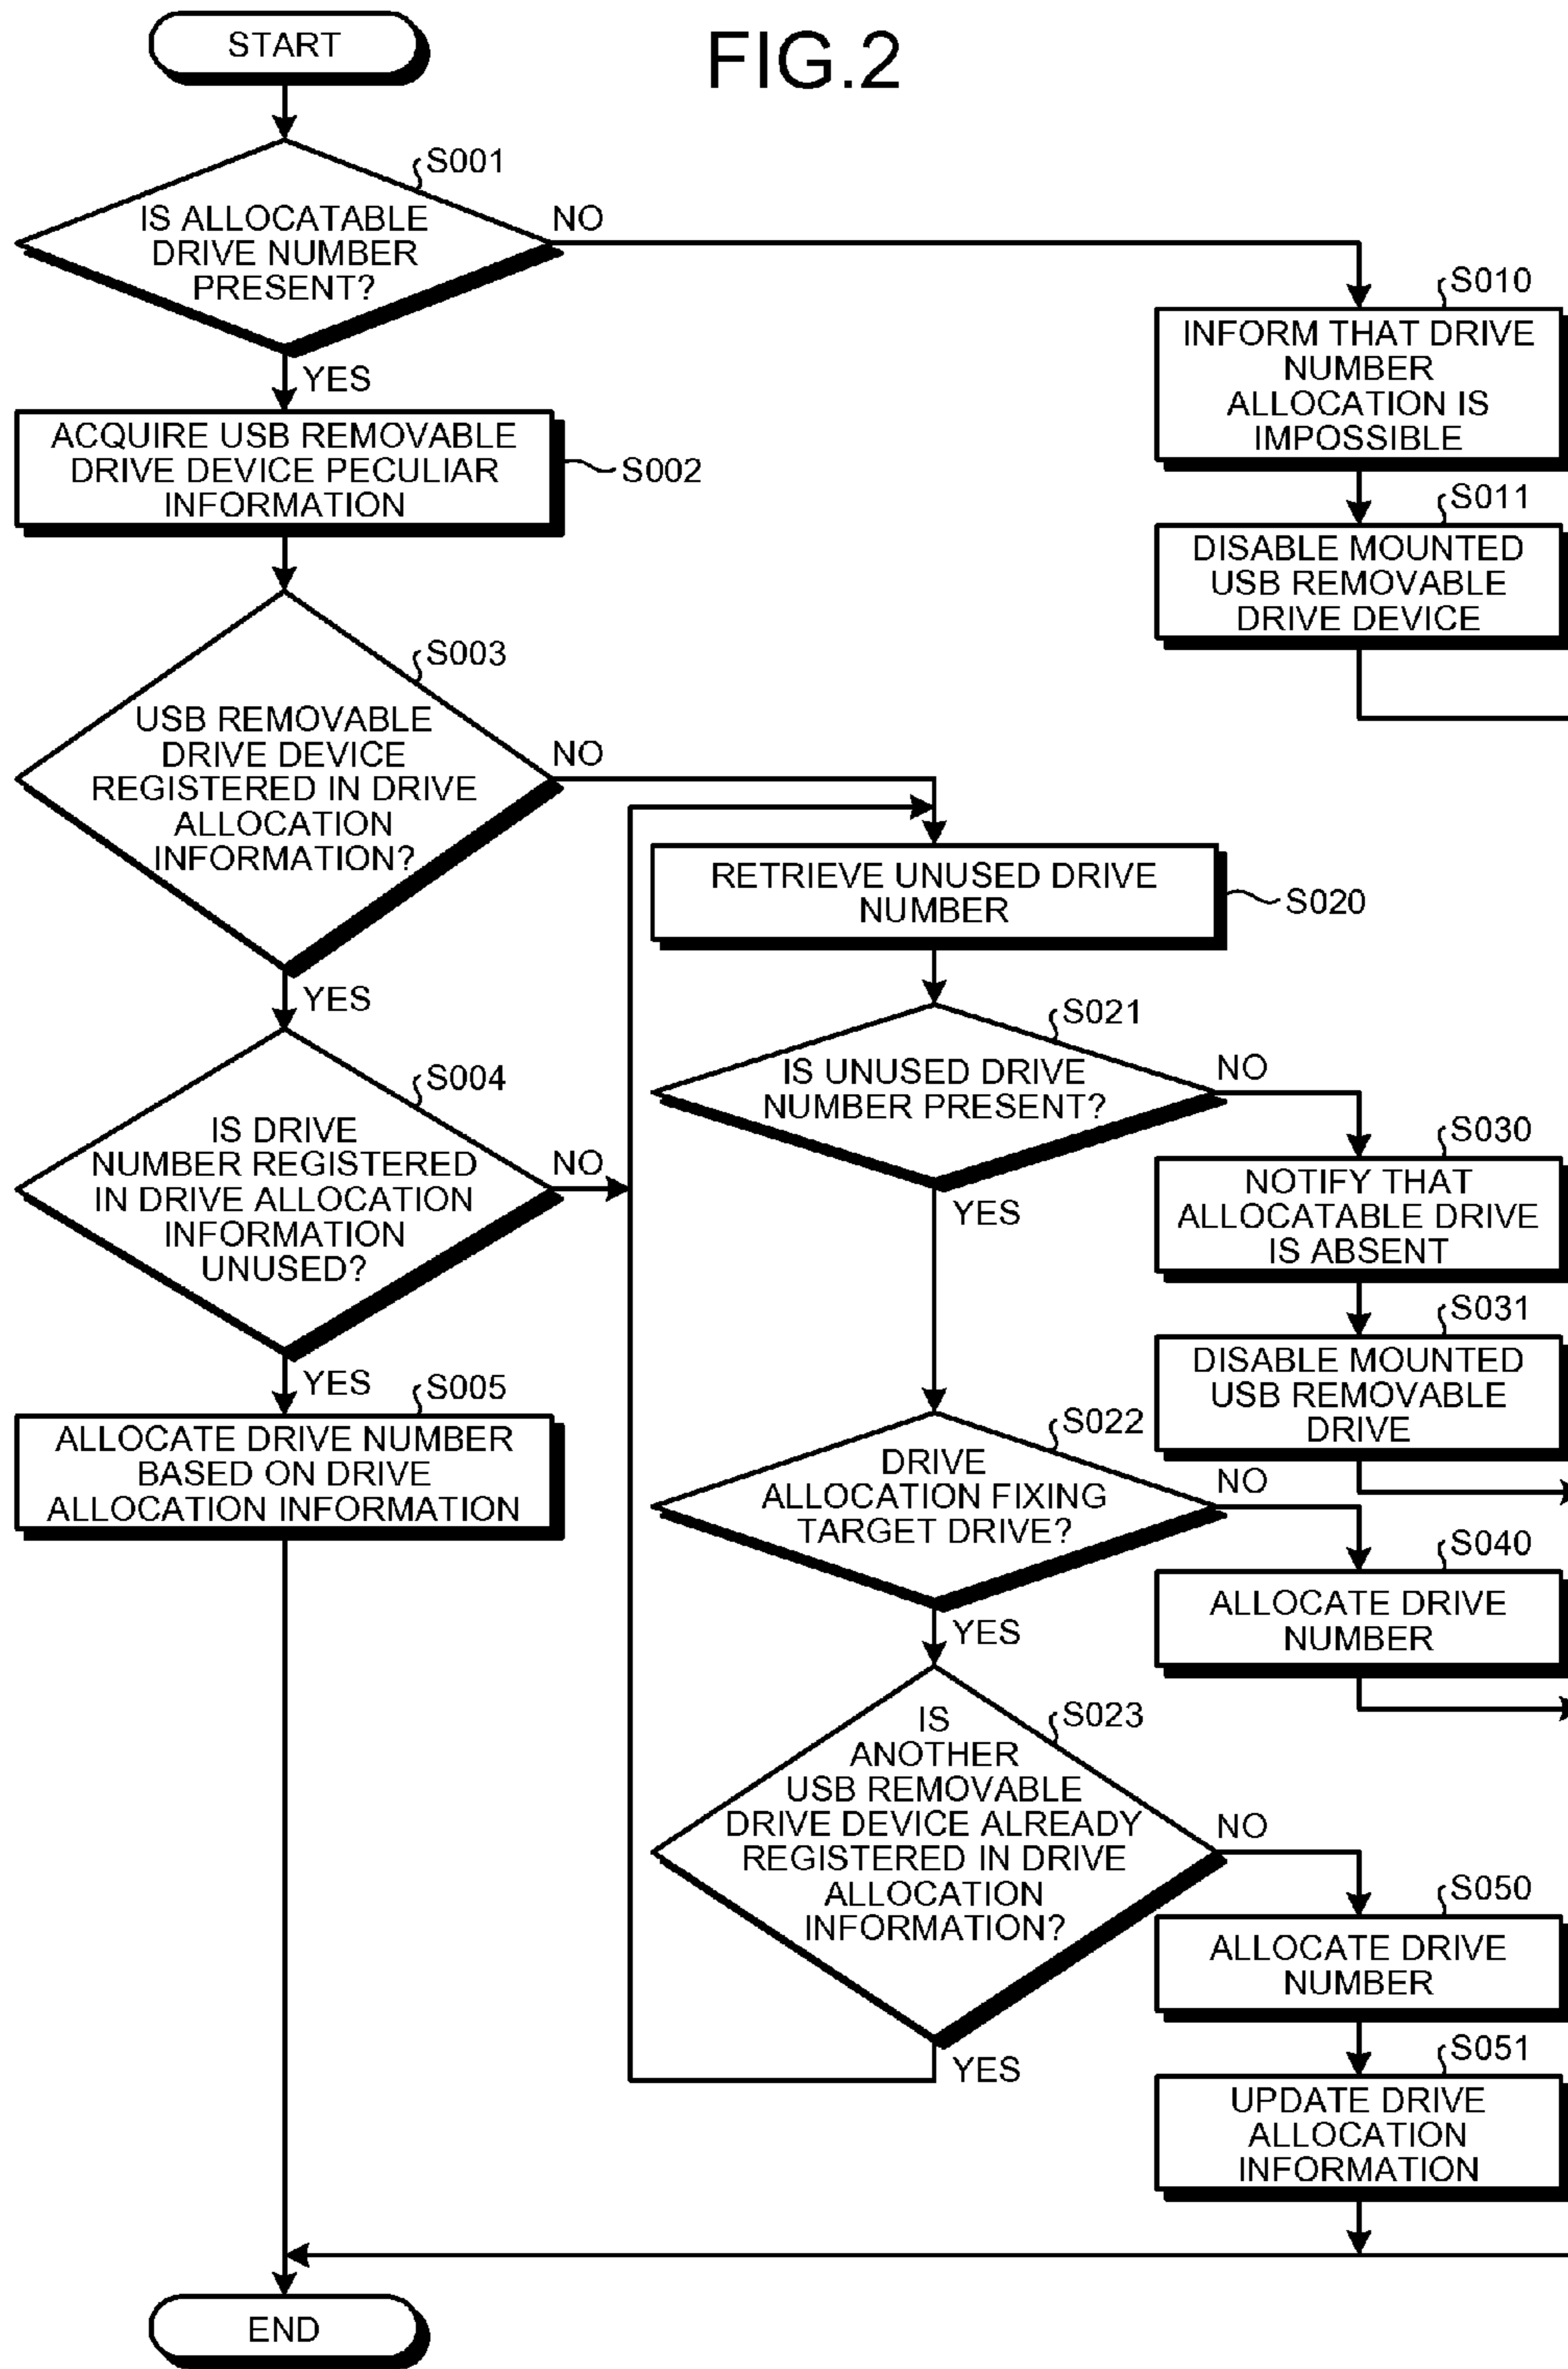 FIG.2
START
S001
IS ALLOCATABLE
DRIVE NUMBER
PRESENT?
NO
YES
S010
INFORM THAT DRIVE
NUMBER
ALLOCATION IS
IMPOSSIBLE
S011
DISABLE MOUNTED
USB REMOVABLE
DRIVE DEVICE
ACQUIRE USB REMOVABLE
DRIVE DEVICE PECULIAR
INFORMATION
S002
S003
USB REMOVABLE
DRIVE DEVICE
REGISTERED IN DRIVE
ALLOCATION
INFORMATION?
NO
YES
S004
IS DRIVE
NUMBER REGISTERED
IN DRIVE ALLOCATION
INFORMATION
UNUSED?
NO
YES
S005
ALLOCATE DRIVE NUMBER
BASED ON DRIVE
ALLOCATION INFORMATION
RETRIEVE UNUSED DRIVE
NUMBER
S020
S021
IS UNUSED DRIVE
NUMBER PRESENT?
NO
YES
S030
NOTIFY THAT
ALLOCATABLE DRIVE
IS ABSENT
S031
DISABLE MOUNTED
USB REMOVABLE
DRIVE
S022
DRIVE
ALLOCATION FIXING
TARGET DRIVE?
NO
YES
S040
ALLOCATE DRIVE
NUMBER
S023
IS
ANOTHER
USB REMOVABLE
DRIVE DEVICE ALREADY
REGISTERED IN DRIVE
ALLOCATION
INFORMATION?
NO
YES
S050
ALLOCATE DRIVE
NUMBER
S051
UPDATE DRIVE
ALLOCATION
INFORMATION
END